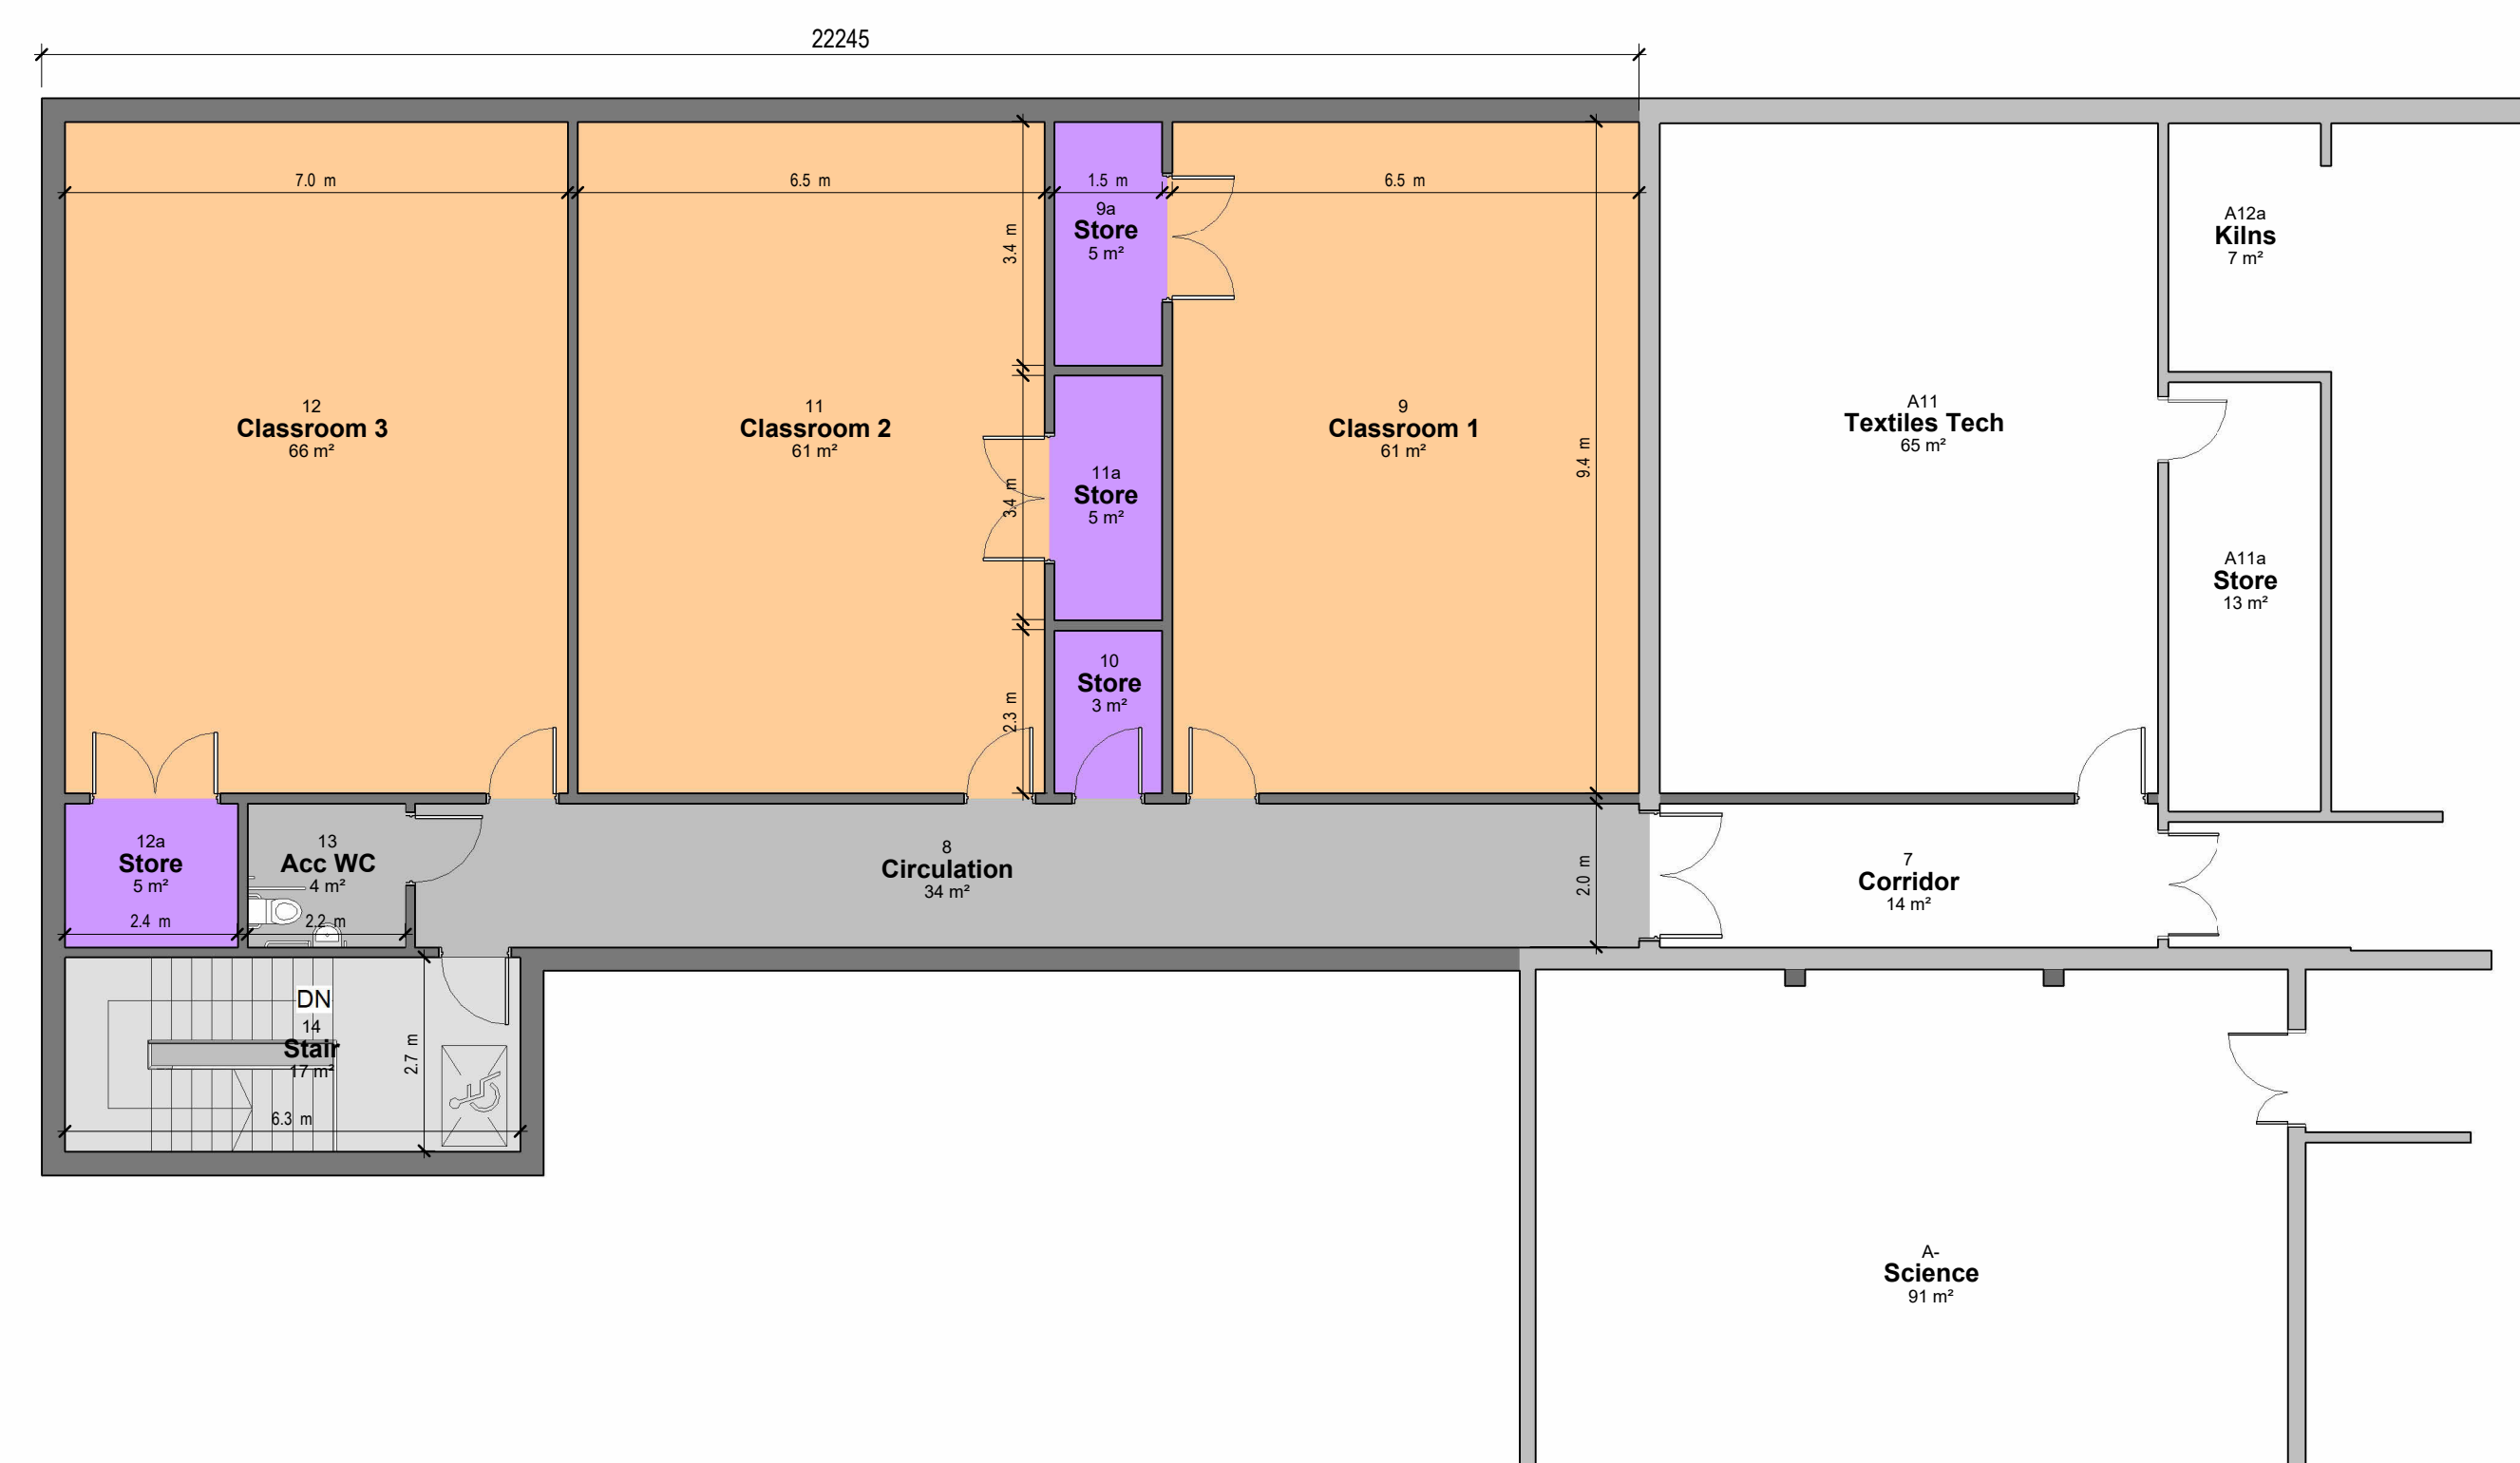 22245
7.0 m
6.5 m
1.5 m
6.5 m
9a
Store
5 m²
3.4 m
A12a
Kilns
7 m²
12
Classroom 3
66 m²
11
Classroom 2
61 m²
9
Classroom 1
61 m²
A11
Textiles Tech
65 m²
9.4 m
11a
Store
5 m²
3.4 m
A11a
Store
13 m²
10
Store
3 m²
2.3 m
12a
Store
5 m²
2.4 m
13
Acc WC
4 m²
2.2 m
8
Circulation
34 m²
2.0 m
7
Corridor
14 m²
DN
14
Stair
17 m²
2.7 m
6.3 m
A-
Science
91 m²